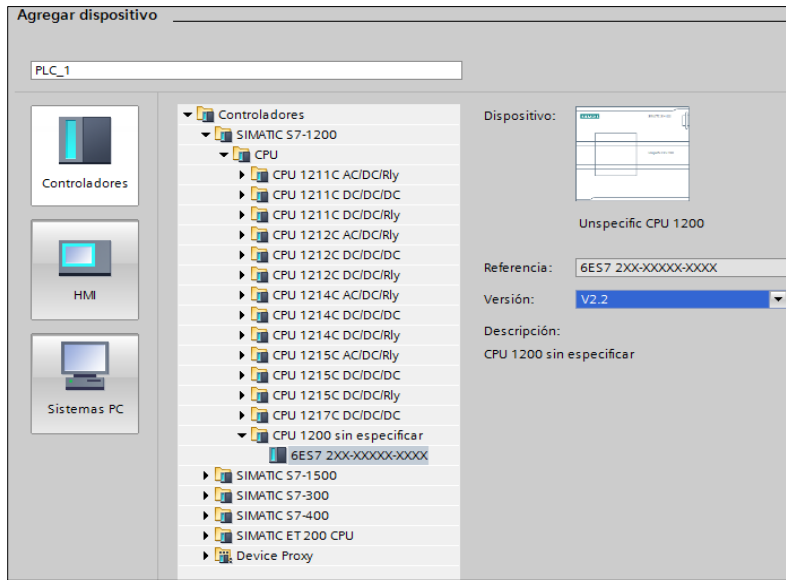 Agregar dispositivo
PLC_1
Controladores
HMI
Sistemas PC
Controladores
SIMATIC S7-1200
CPU
CPU 1211C AC/DC/Rly
CPU 1211C DC/DC/DC
CPU 1211C DC/DC/Rly
CPU 1212C AC/DC/Rly
CPU 1212C DC/DC/DC
CPU 1212C DC/DC/Rly
CPU 1214C AC/DC/Rly
CPU 1214C DC/DC/DC
CPU 1214C DC/DC/Rly
CPU 1215C AC/DC/Rly
CPU 1215C DC/DC/DC
CPU 1215C DC/DC/Rly
CPU 1217C DC/DC/DC
CPU 1200 sin especificar
6ES7 2XX-XXXXX-XXXX
SIMATIC S7-1500
SIMATIC S7-300
SIMATIC S7-400
SIMATIC ET 200 CPU
Device Proxy
Dispositivo:
SIEMENS
Unspecific CPU 1200
Referencia: 6ES7 2XX-XXXXX-XXXX
Versión: V2.2
Descripción:
CPU 1200 sin especificar